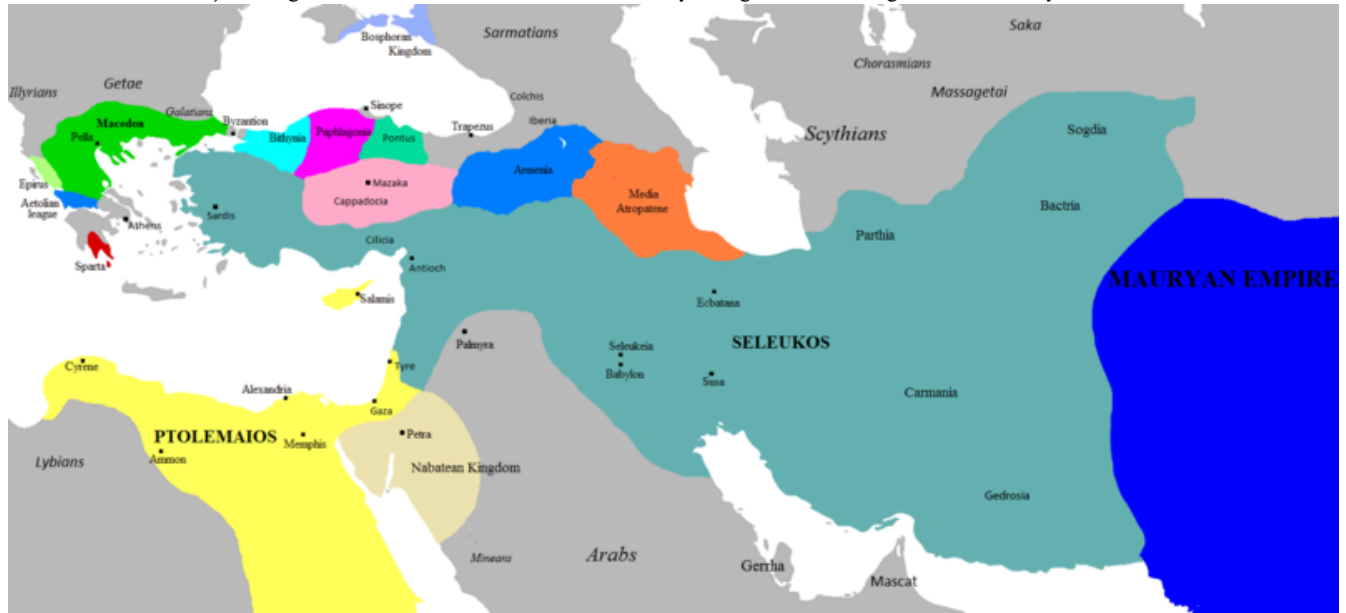 Bosphoran
Kingdom
Sarmatians
Saka
Chorasmians
Massagetai
Illyrians
Getae
Galatians
Colchis
Sinope
Byzantion
Macedon
Pella
Bithynia
Paphlagonia
Pontus
Trapezus
Iberia
Scythians
Sogdia
Epirus
Armenia
Mazaka
Cappadocia
Media
Atropatene
Aetolian
league
Sardis
Athens
Bactria
Parthia
Cilicia
Sparta
Antioch
MAURYAN EMPIRE
Salamis
Ecbatana
Palmyra
Seleukeia
Babylon
SELEUKOS
Susa
Cyrene
Tyre
Alexandria
Gaza
Carmania
PTOLEMAIOS
Memphis
Petra
Ammon
Lybians
Nabatean Kingdom
Gedrosia
Mineans
Arabs
Gerrha
Mascat